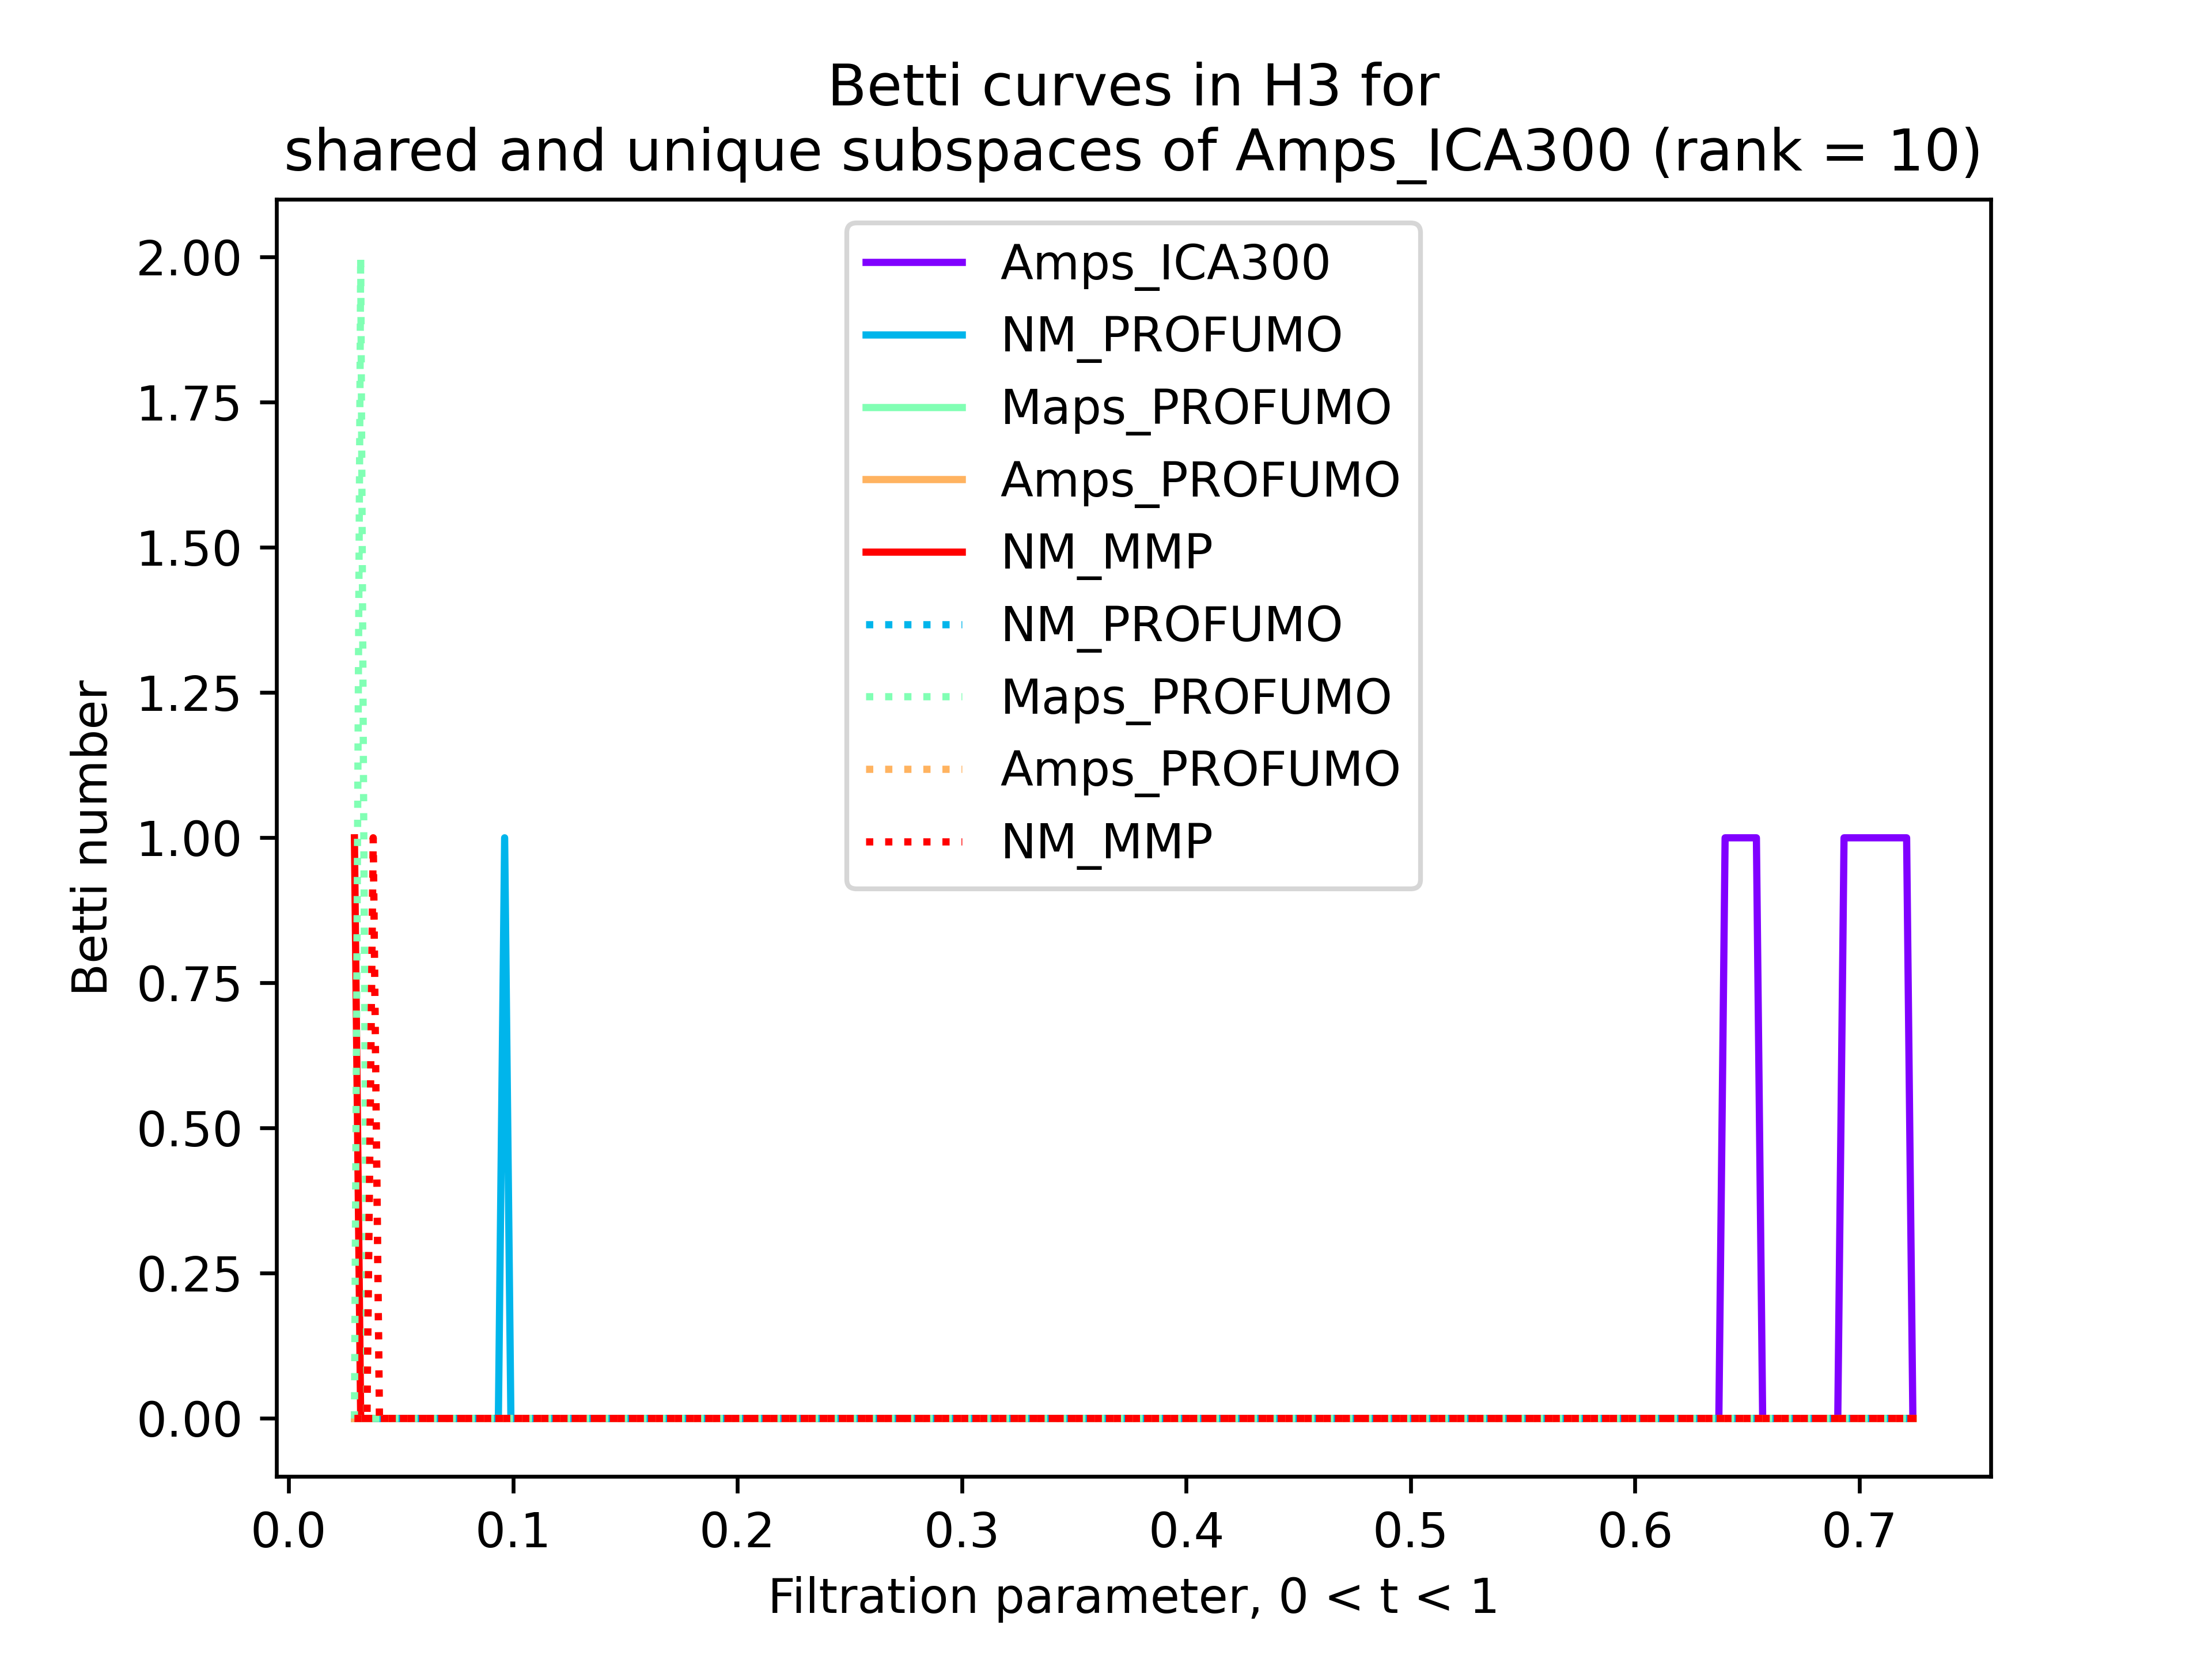 Betti curves in H3 for
shared and unique subspaces of Amps_ICA300 (rank = 10)
2.00
1.75
1.50
1.25
1.00
0.75
0.50
0.25
0.00
Betti number
Amps_ICA300
NM_PROFUMO
Maps_PROFUMO
Amps_PROFUMO
NM_MMP
NM_PROFUMO
Maps_PROFUMO
Amps_PROFUMO
NM_MMP
0.0 0.1 0.2 0.3 0.4 0.5 0.6 0.7
Filtration parameter, 0 < t < 1